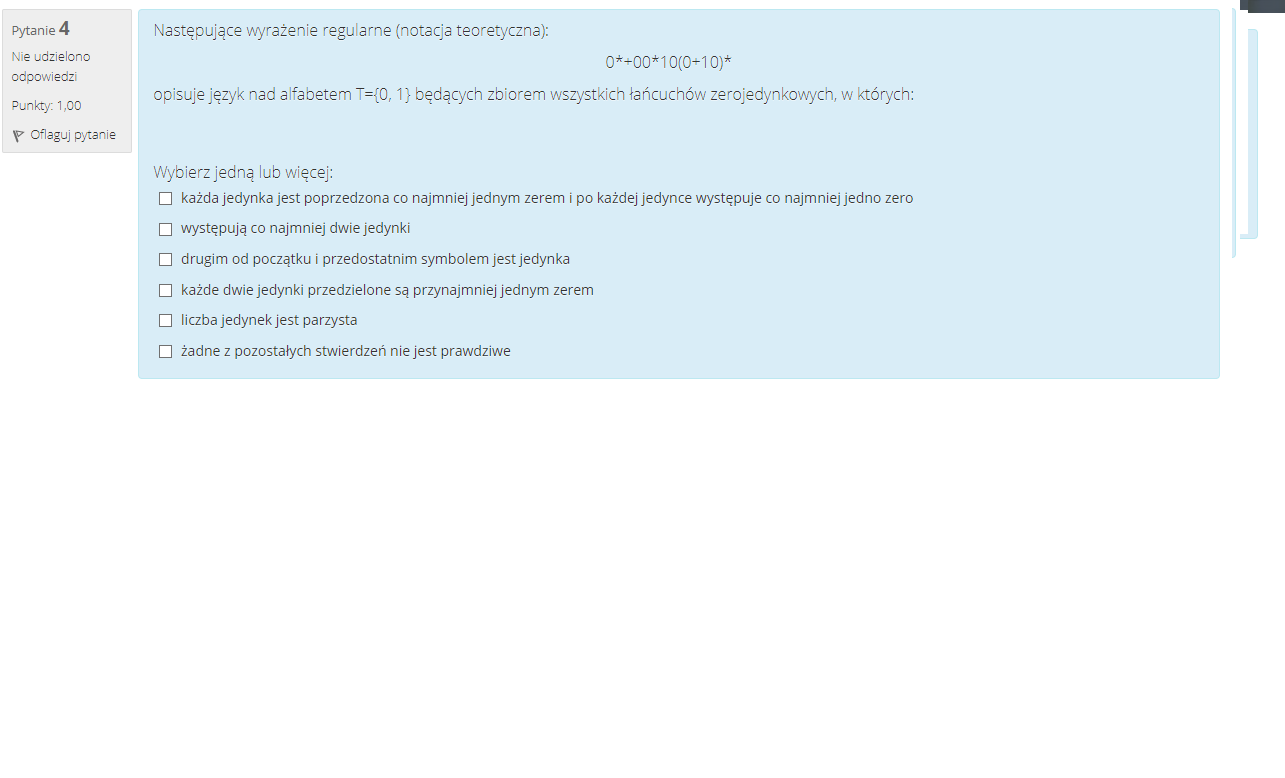 Pytanie 4
Nie udzielono
odpowiedzi
Punkty: 1,00
Oflaguj pytanie
Następujące wyrażenie regularne (notacja teoretyczna):
0*+00*10(0+10)*
opisuje język nad alfabetem T={0, 1} będących zbiorem wszystkich łańcuchów zerojedynkowych, w których:
Wybierz jedną lub więcej:
każda jedynka jest poprzedzona co najmniej jednym zerem i po każdej jedynce występuje co najmniej jedno zero
występują co najmniej dwie jedynki
drugim od początku i przedostatnim symbolem jest jedynka
każde dwie jedynki przedzielone są przynajmniej jednym zerem
liczba jedynek jest parzysta
żadne z pozostałych stwierdzeń nie jest prawdziwe